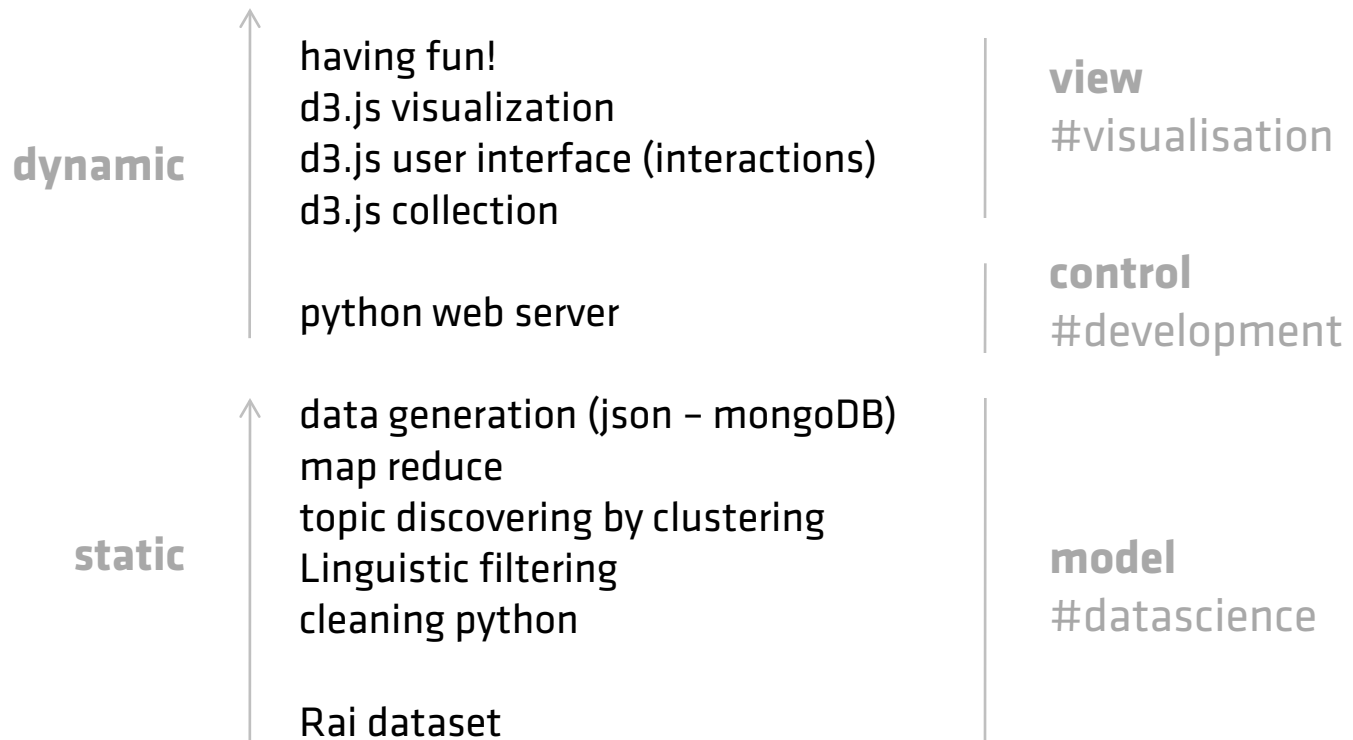 dynamic
having fun!
d3.js visualization
d3.js user interface (interactions)
d3.js collection
python web server
view
#visualisation
control
#development
static
data generation (json – mongoDB)
map reduce
topic discovering by clustering
Linguistic filtering
cleaning python
Rai dataset
model
#datascience